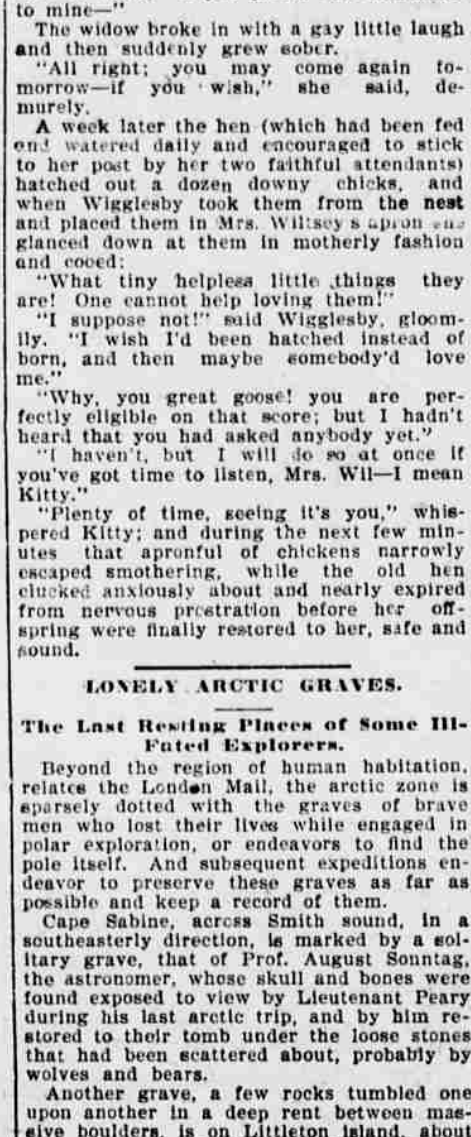 to mine—"
The widow broke in with a gay little laugh
and then suddenly grew sober.
"All right; you may come again to-
morrow—if you wish," she said, de-
murely.
A week later the hen (which had been fed
and watered daily and encouraged to stick
to her post by her two faithful attendants)
hatched out a dozen downy chicks, and
when Wigglesby took them from the nest
and placed them in Mrs. Wiltsey's apron she
glanced down at them in motherly fashion
and cooed:
"What tiny helpless little things they
are! One cannot help loving them!"
"I suppose not!" said Wigglesby, gloom-
ily. "I wish I'd been hatched instead of
born, and then maybe somebody'd love
me."
"Why, you great goose! you are per-
fectly eligible on that score; but I hadn't
heard that you had asked anybody yet."
"I haven't, but I will do so at once if
you've got time to listen, Mrs. Wil—I mean
Kitty."
"Plenty of time, seeing it's you," whis-
pered Kitty; and during the next few min-
utes that apronful of chickens narrowly
escaped smothering, while the old hen
clucked anxiously about and nearly expired
from nervous prostration before her off-
spring were finally restored to her, safe and
sound.
LONELY ARCTIC GRAVES.
The Last Resting Places of Some Ill-
Fated Explorers.
Beyond the region of human habitation,
relates the London Mail, the arctic zone is
sparsely dotted with the graves of brave
men who lost their lives while engaged in
polar exploration, or endeavors to find the
pole itself. And subsequent expeditions en-
deavor to preserve these graves as far as
possible and keep a record of them.
Cape Sabine, across Smith sound, in a
southeasterly direction, is marked by a sol-
itary grave, that of Prof. August Sonntag,
the astronomer, whose skull and bones were
found exposed to view by Lieutenant Peary
during his last arctic trip, and by him re-
stored to their tomb under the loose stones
that had been scattered about, probably by
wolves and bears.
Another grave, a few rocks tumbled one
upon another in a deep rent between mas-
sive boulders, is on Littleton island, about